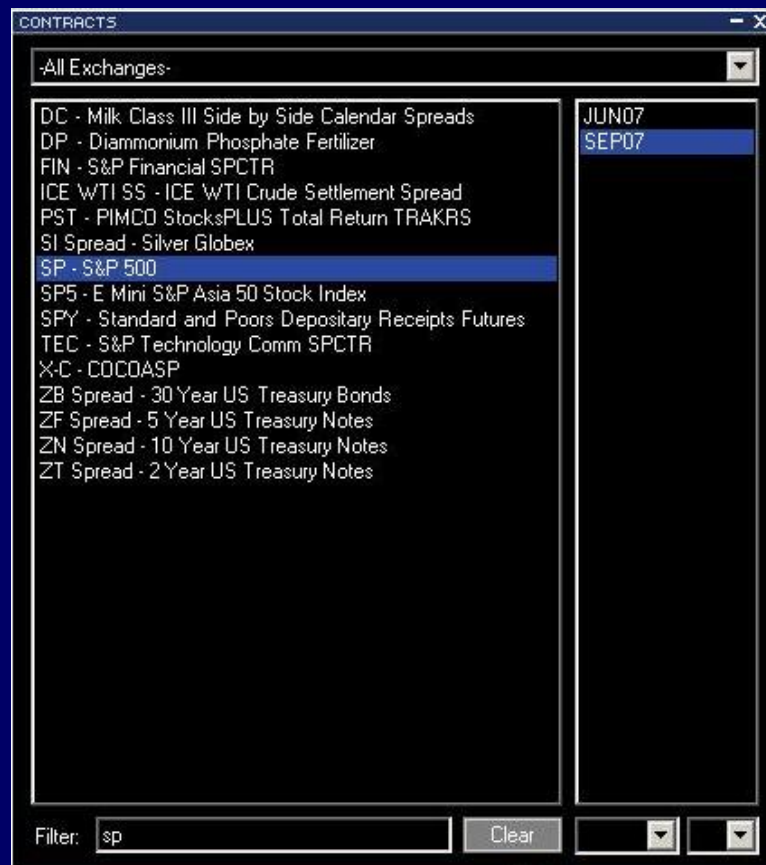 CONTRACTS
-All Exchanges-
DC - Milk Class III Side by Side Calendar Spreads
DP - Diammonium Phosphate Fertilizer
FIN - S&P Financial SPCTR
ICE WTI SS - ICE WTI Crude Settlement Spread
PST - PIMCO StocksPLUS Total Return TRAKRS
SI Spread - Silver Globex
SP - S&P 500
SP5 - E Mini S&P Asia 50 Stock Index
SPY - Standard and Poors Depositary Receipts Futures
TEC - S&P Technology Comm SPCTR
X-C - COCOASP
ZB Spread - 30 Year US Treasury Bonds
ZF Spread - 5 Year US Treasury Notes
ZN Spread - 10 Year US Treasury Notes
ZT Spread - 2 Year US Treasury Notes
JUN07
SEP07
Filter: sp Clear